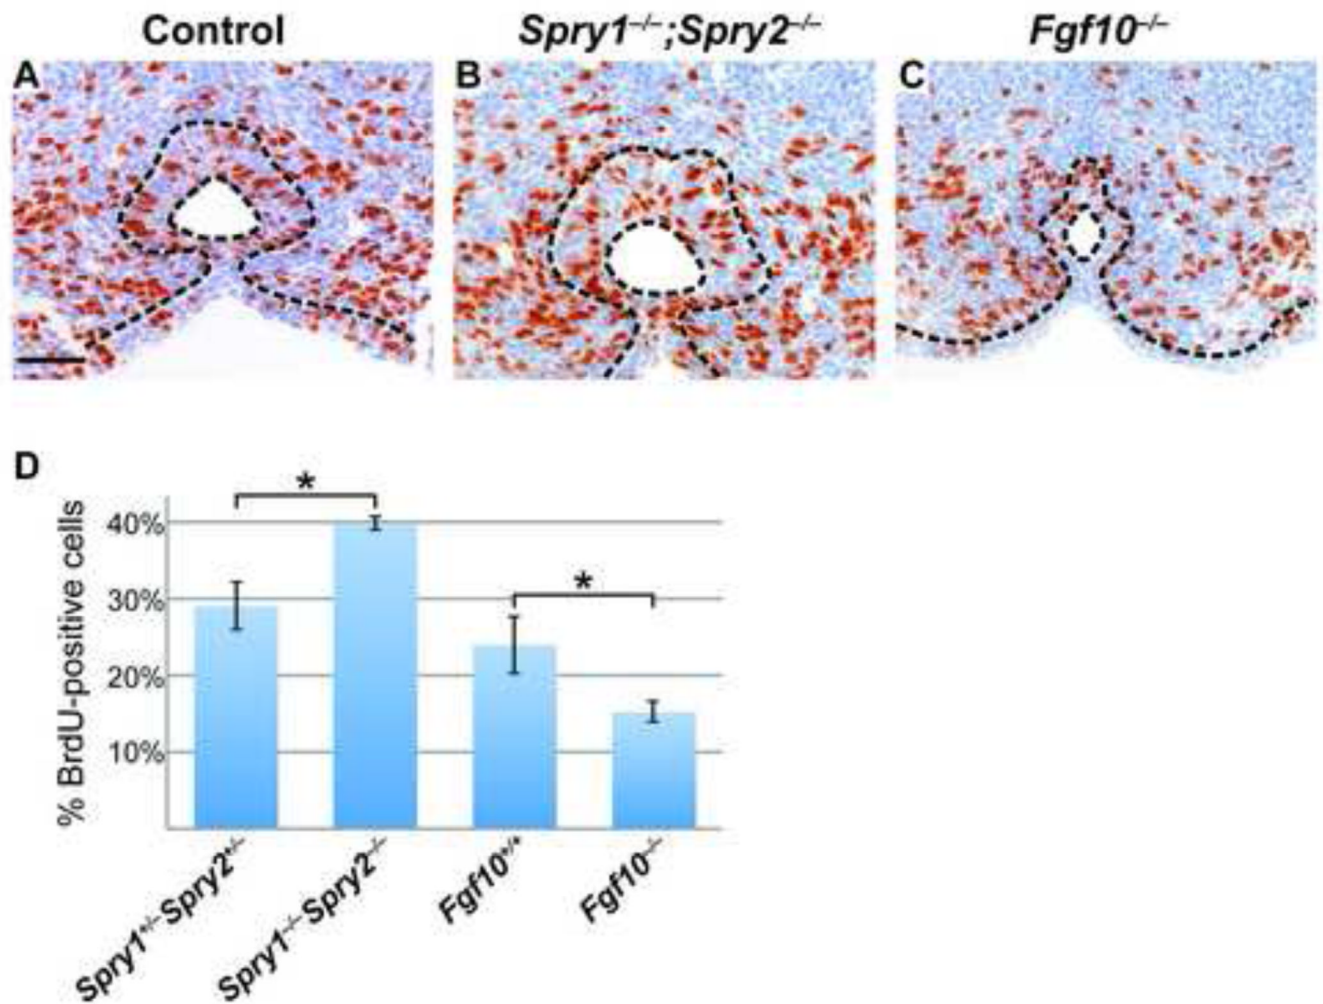 Control
Spry1–/–;Spry2–/–
Fgf10–/–
A
B
C
D
*
*
% BrdU-positive cells
40%
30%
20%
10%
Spry1+/–Spry2+/–
Spry1–/–Spry2–/–
Fgf10+/+
Fgf10–/–